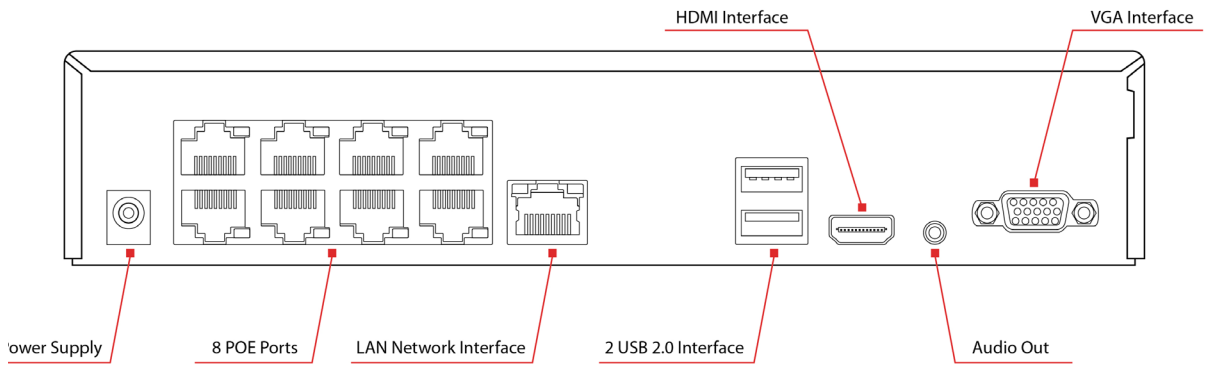 HDMI Interface
VGA Interface
ower Supply
8 POE Ports
LAN Network Interface
2 USB 2.0 Interface
Audio Out